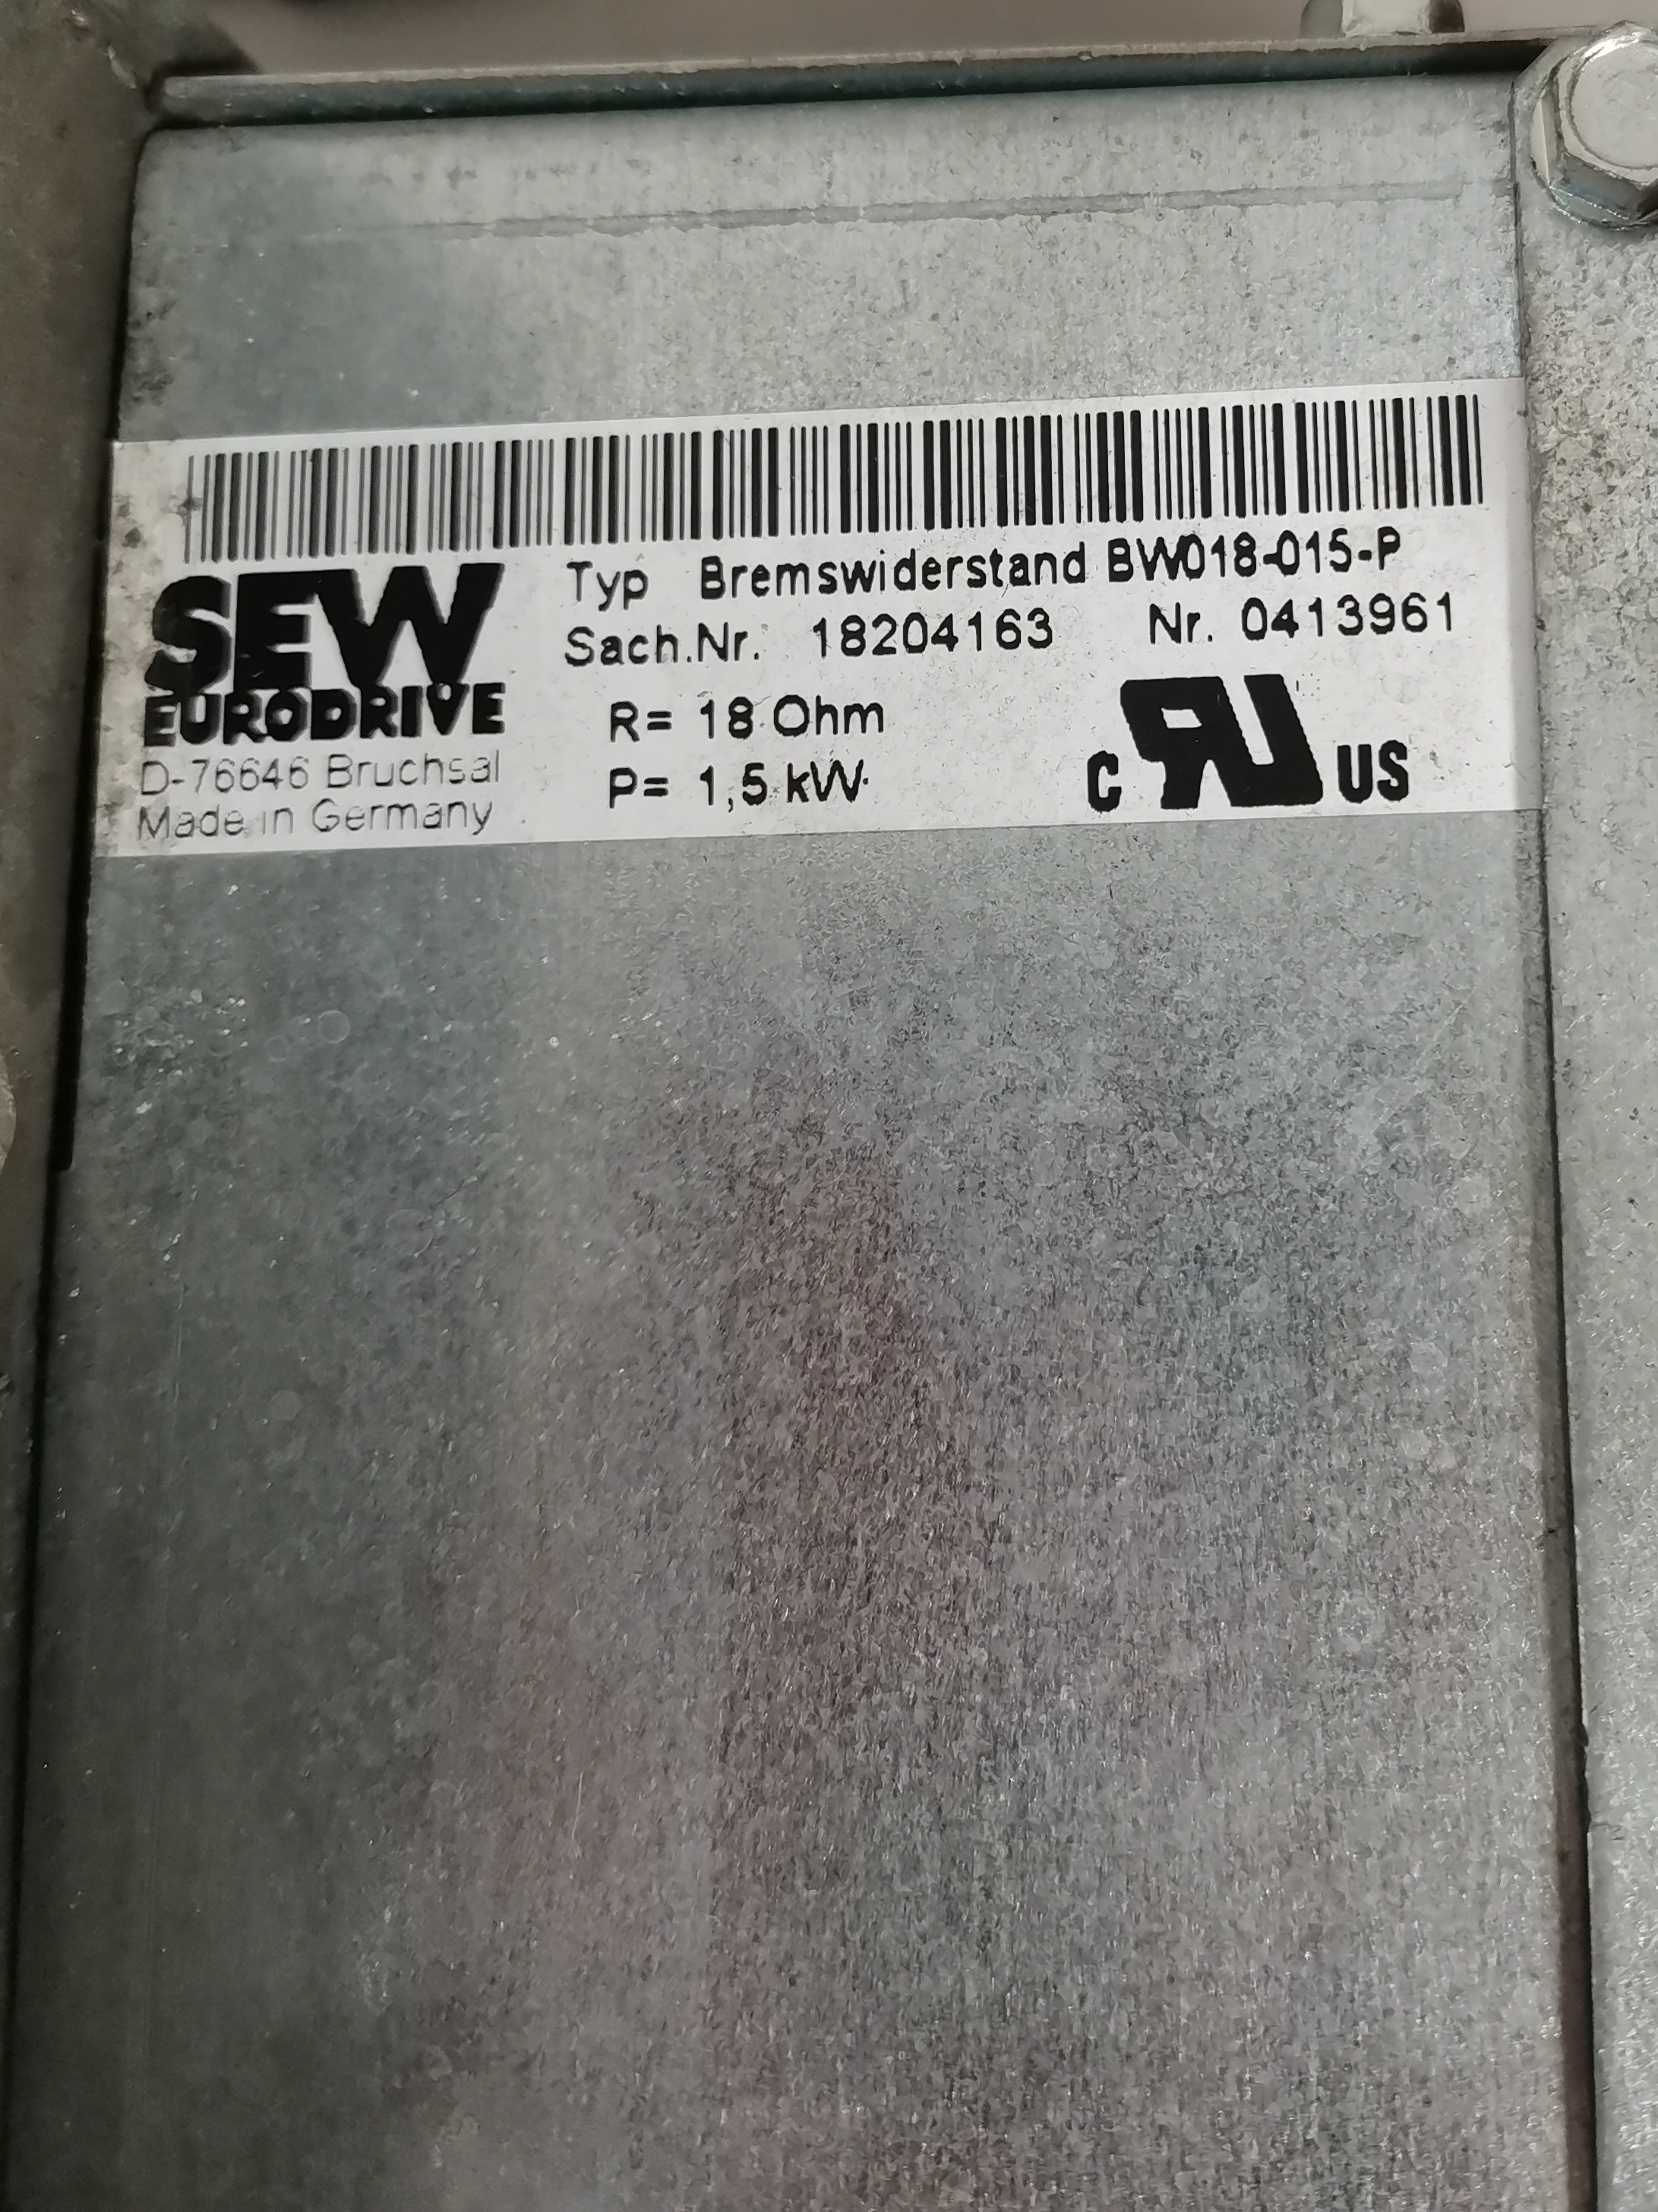 Typ Bremswiderstand BW018-015-P
Sach.Nr. 18204163 Nr. 0413961
R= 18 Ohm
P= 1,5 kW
SEW
EURODRIVE
D-76646 Bruchsal
Made in Germany
c RU US